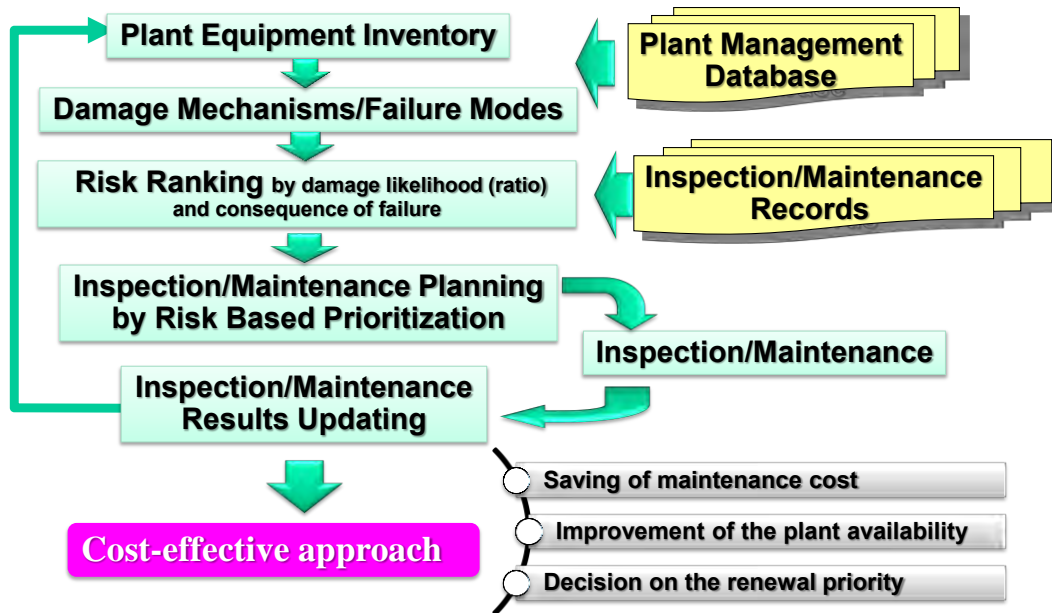 Plant Equipment Inventory
Plant Management
Database
Damage Mechanisms/Failure Modes
Risk Ranking by damage likelihood (ratio)
and consequence of failure
Inspection/Maintenance
Records
Inspection/Maintenance Planning
by Risk Based Prioritization
Inspection/Maintenance
Inspection/Maintenance
Results Updating
Cost-effective approach
Saving of maintenance cost
Improvement of the plant availability
Decision on the renewal priority